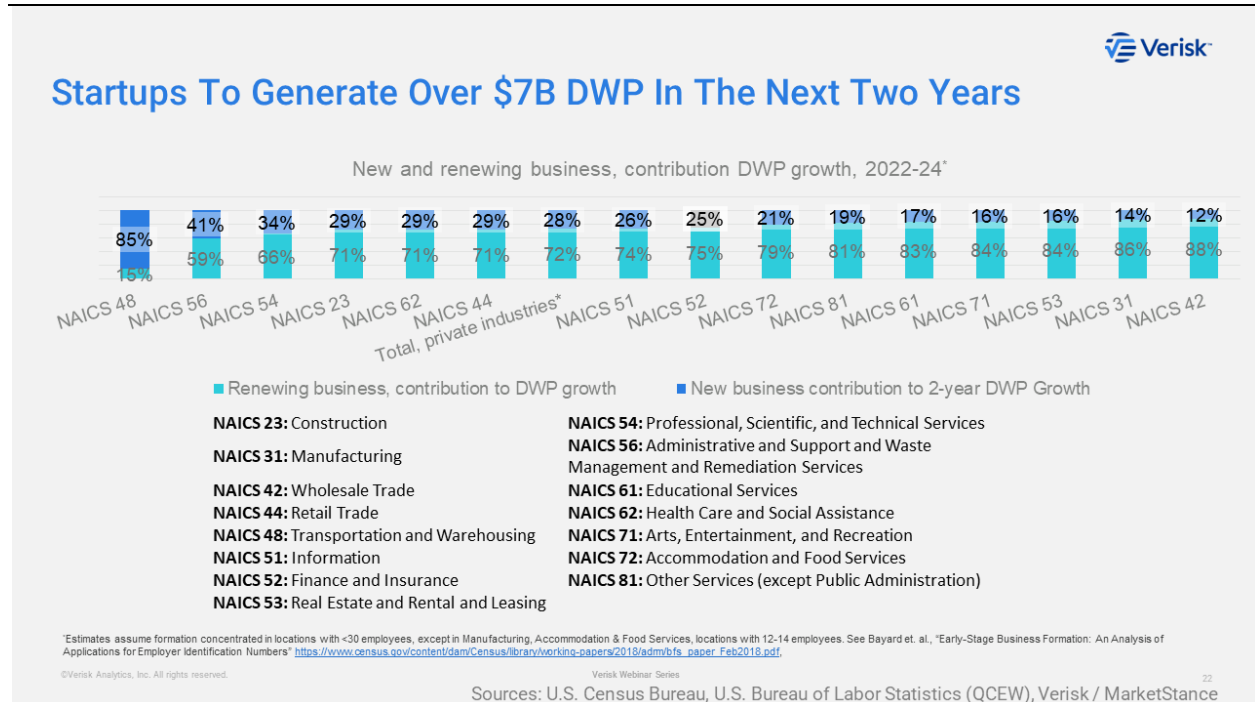 Verisk™
Startups To Generate Over $7B DWP In The Next Two Years
New and renewing business, contribution DWP growth, 2022-24*
85% 41% 34% 29% 29% 29% 28% 26% 25% 21% 19% 17% 16% 16% 14% 12%
15% 59% 66% 71% 71% 71% 72% 74% 75% 79% 81% 83% 84% 84% 86% 88%
NAICS 48 NAICS 56 NAICS 54 NAICS 23 NAICS 62 NAICS 44 Total, private industries* NAICS 51 NAICS 52 NAICS 72 NAICS 81 NAICS 61 NAICS 71 NAICS 53 NAICS 31 NAICS 42
Renewing business, contribution to DWP growth New business contribution to 2-year DWP Growth
NAICS 23: Construction
NAICS 31: Manufacturing
NAICS 42: Wholesale Trade
NAICS 44: Retail Trade
NAICS 48: Transportation and Warehousing
NAICS 51: Information
NAICS 52: Finance and Insurance
NAICS 53: Real Estate and Rental and Leasing
NAICS 54: Professional, Scientific, and Technical Services
NAICS 56: Administrative and Support and Waste
Management and Remediation Services
NAICS 61: Educational Services
NAICS 62: Health Care and Social Assistance
NAICS 71: Arts, Entertainment, and Recreation
NAICS 72: Accommodation and Food Services
NAICS 81: Other Services (except Public Administration)
*Estimates assume formation concentrated in locations with <30 employees, except in Manufacturing, Accommodation & Food Services, locations with 12-14 employees. See Bayard et. al., "Early-Stage Business Formation: An Analysis of
Applications for Employer Identification Numbers" https://www.census.gov/content/dam/Census/library/working-papers/2018/adm/bfs_paper_Feb2018.pdf,
©Verisk Analytics, Inc. All rights reserved. Verisk Webinar Series 22
Sources: U.S. Census Bureau, U.S. Bureau of Labor Statistics (QCEW), Verisk / MarketStance